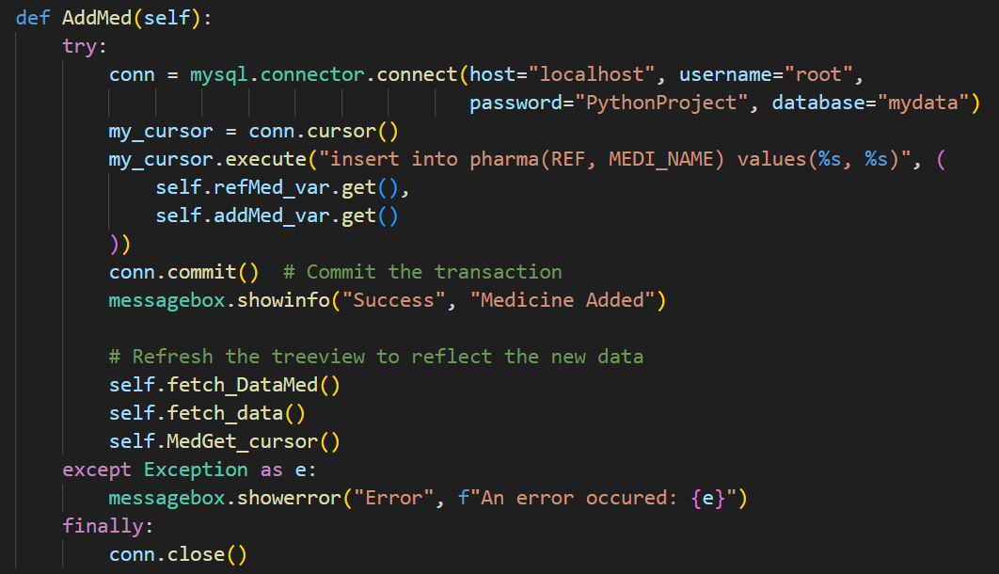 def AddMed(self):
    try:
        conn = mysql.connector.connect(host="localhost", username="root",
                                       password="PythonProject", database="mydata")
        my_cursor = conn.cursor()
        my_cursor.execute("insert into pharma(REF, MEDI_NAME) values(%s, %s)", (
            self.refMed_var.get(),
            self.addMed_var.get()
        ))
        conn.commit()  # Commit the transaction
        messagebox.showinfo("Success", "Medicine Added")

        # Refresh the treeview to reflect the new data
        self.fetch_DataMed()
        self.fetch_data()
        self.MedGet_cursor()
    except Exception as e:
        messagebox.showerror("Error", f"An error occured: {e}")
    finally:
        conn.close()